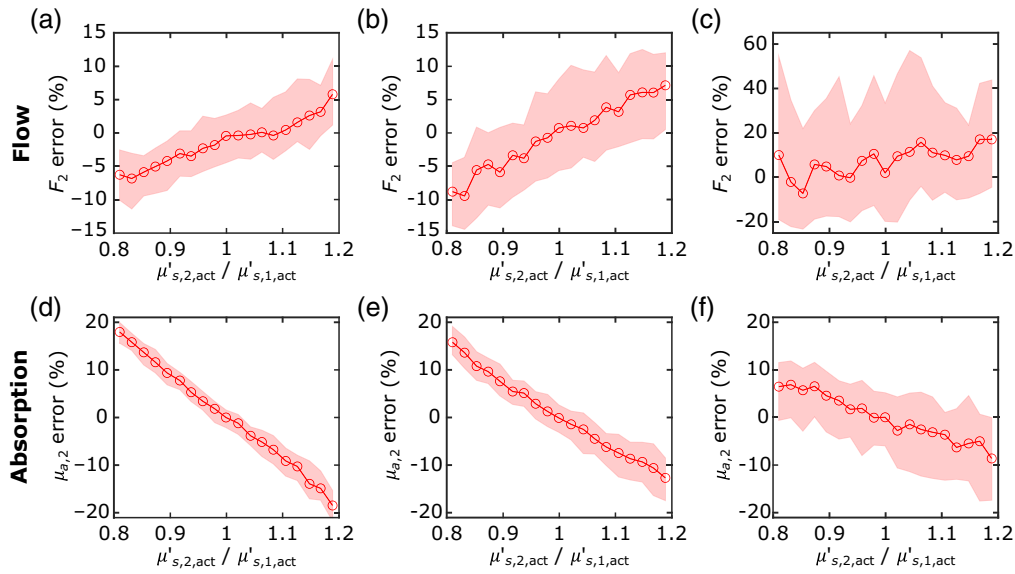 (a)
(b)
(c)
Flow
F2 error (%)
15
10
5
0
−5
−10
−15
0.8 0.9 1 1.1 1.2
μ's,2,act / μ's,1,act
F2 error (%)
15
10
5
0
−5
−10
−15
0.8 0.9 1 1.1 1.2
μ's,2,act / μ's,1,act
F2 error (%)
60
40
20
0
−20
0.8 0.9 1 1.1 1.2
μ's,2,act / μ's,1,act
(d)
(e)
(f)
Absorption
μa,2 error (%)
20
10
0
−10
−20
0.8 0.9 1 1.1 1.2
μ's,2,act / μ's,1,act
μa,2 error (%)
20
10
0
−10
−20
0.8 0.9 1 1.1 1.2
μ's,2,act / μ's,1,act
μa,2 error (%)
20
10
0
−10
−20
0.8 0.9 1 1.1 1.2
μ's,2,act / μ's,1,act